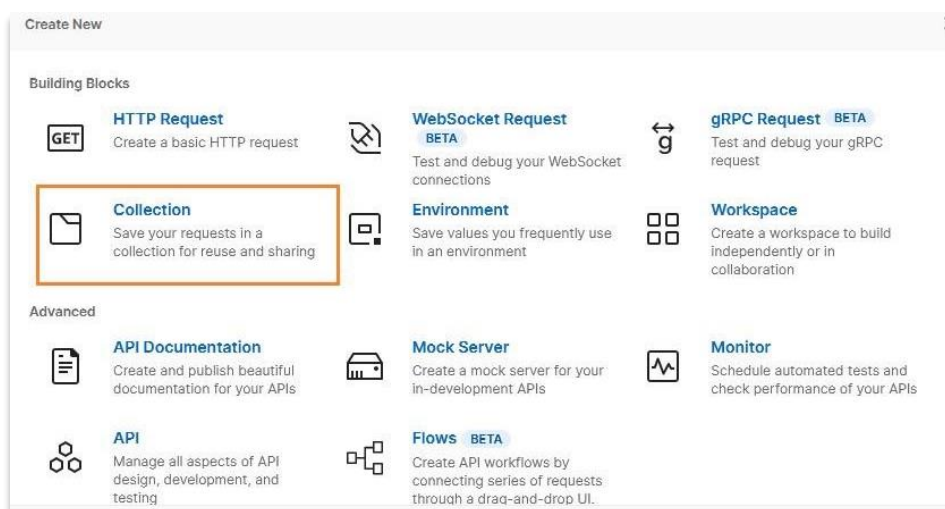 Create New
Building Blocks
GET
HTTP Request
Create a basic HTTP request
WebSocket Request
BETA
Test and debug your WebSocket
connections
g
gRPC Request BETA
Test and debug your gRPC
request
Collection
Save your requests in a
collection for reuse and sharing
Environment
Save values you frequently use
in an environment
Workspace
Create a workspace to build
independently or in
collaboration
Advanced
API Documentation
Create and publish beautiful
documentation for your APIs
Mock Server
Create a mock server for your
in-development APIs
Monitor
Schedule automated tests and
check performance of your APIs
API
Manage all aspects of API
design, development, and
testing
Flows BETA
Create API workflows by
connecting series of requests
through a drag-and-drop UI.